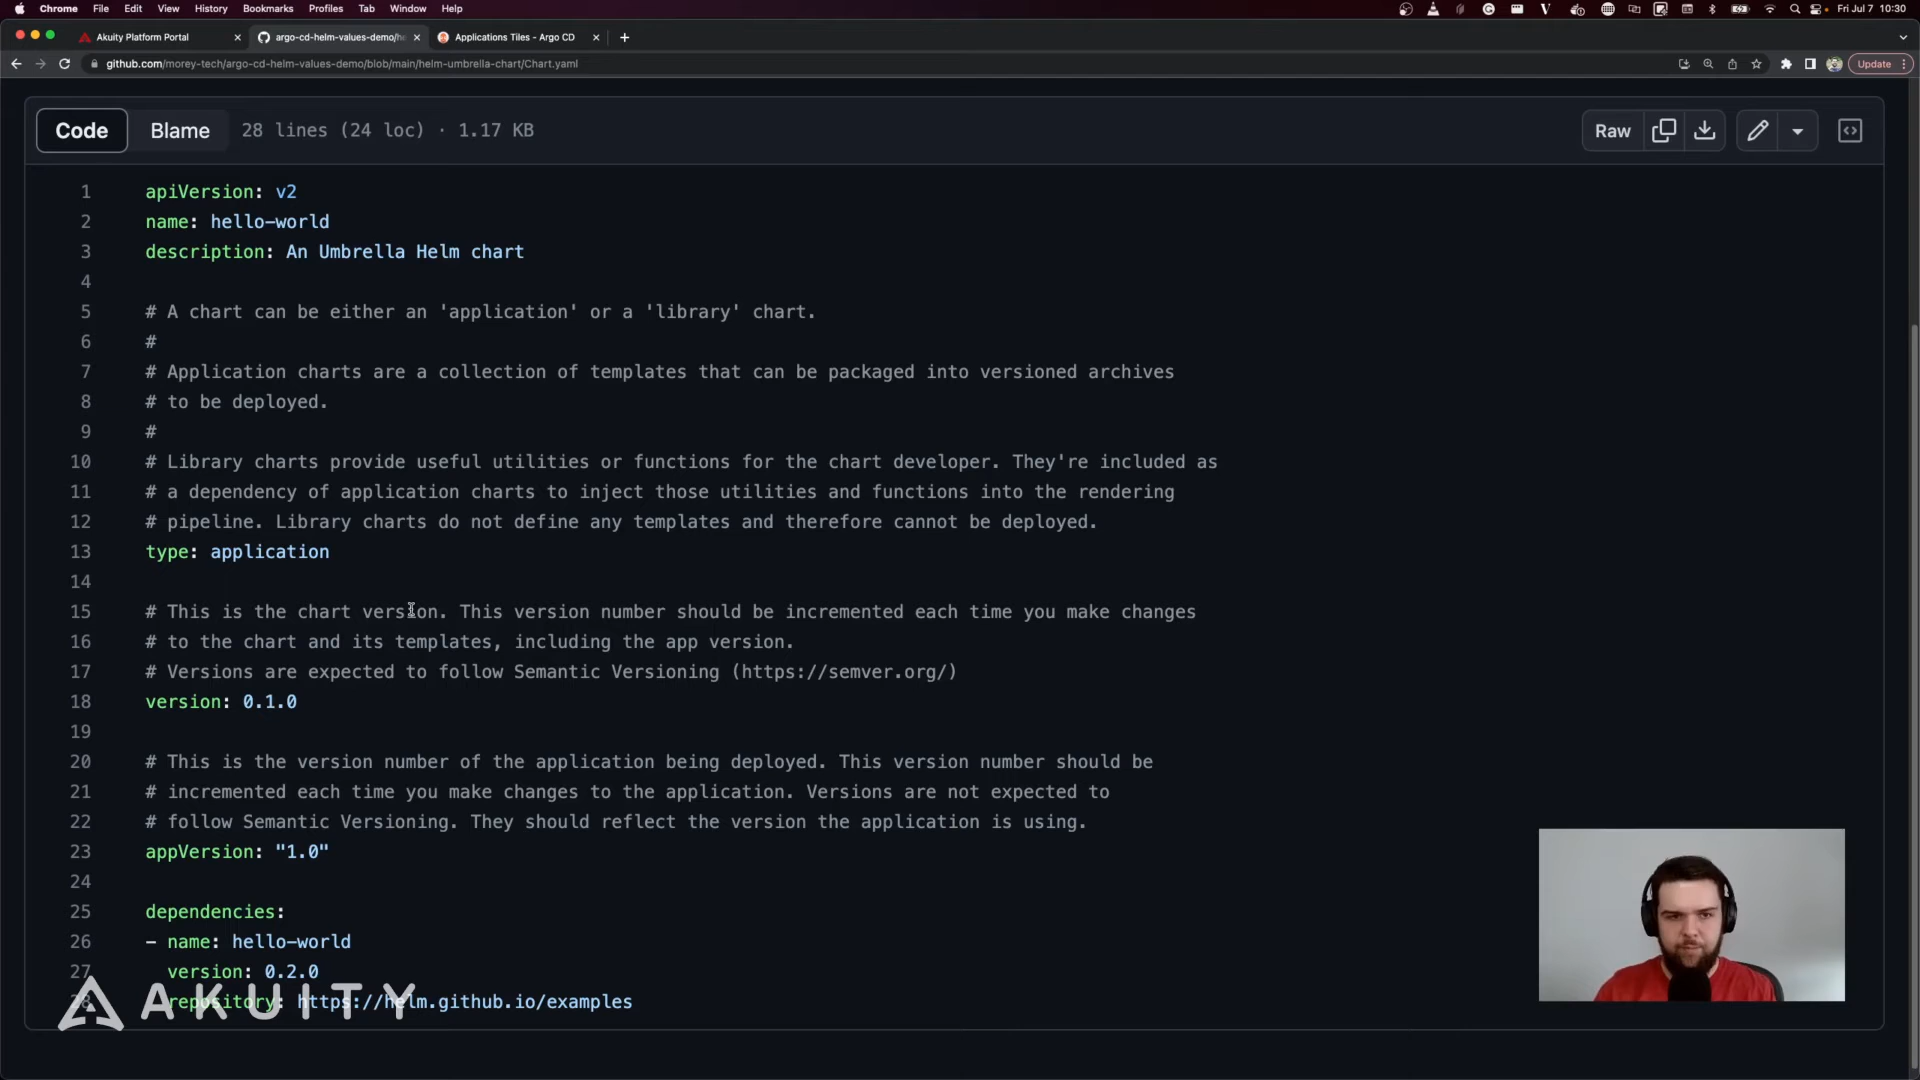 Chrome File Edit View History Bookmarks Profiles Tab Window Help Fri Jul 7 10:30
Akuity Platform Portal argo-cd-helm-values-demo/he Applications Tiles - Argo CD
github.com/morey-tech/argo-cd-helm-values-demo/blob/main/helm-umbrella-chart/Chart.yaml Update
Code Blame 28 lines (24 loc) · 1.17 KB Raw
1 apiVersion: v2
2 name: hello-world
3 description: An Umbrella Helm chart
4
5 # A chart can be either an 'application' or a 'library' chart.
6 #
7 # Application charts are a collection of templates that can be packaged into versioned archives
8 # to be deployed.
9 #
10 # Library charts provide useful utilities or functions for the chart developer. They're included as
11 # a dependency of application charts to inject those utilities and functions into the rendering
12 # pipeline. Library charts do not define any templates and therefore cannot be deployed.
13 type: application
14
15 # This is the chart version. This version number should be incremented each time you make changes
16 # to the chart and its templates, including the app version.
17 # Versions are expected to follow Semantic Versioning (https://semver.org/)
18 version: 0.1.0
19
20 # This is the version number of the application being deployed. This version number should be
21 # incremented each time you make changes to the application. Versions are not expected to
22 # follow Semantic Versioning. They should reflect the version the application is using.
23 appVersion: "1.0"
24
25 dependencies:
26 - name: hello-world
27 version: 0.2.0
28 repository: https://helm.github.io/examples
AKUITY